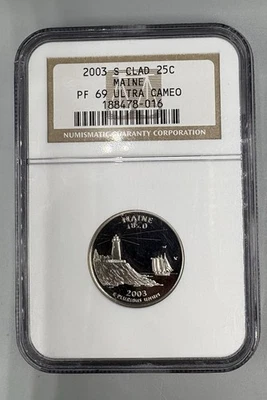 2003 S CLAD 25C
MAINE
PF 69 ULTRA CAMEO
188478-016
NUMISMATIC GUARANTY CORPORATION
MAINE
1820
2003
E PLURIBUS UNUM